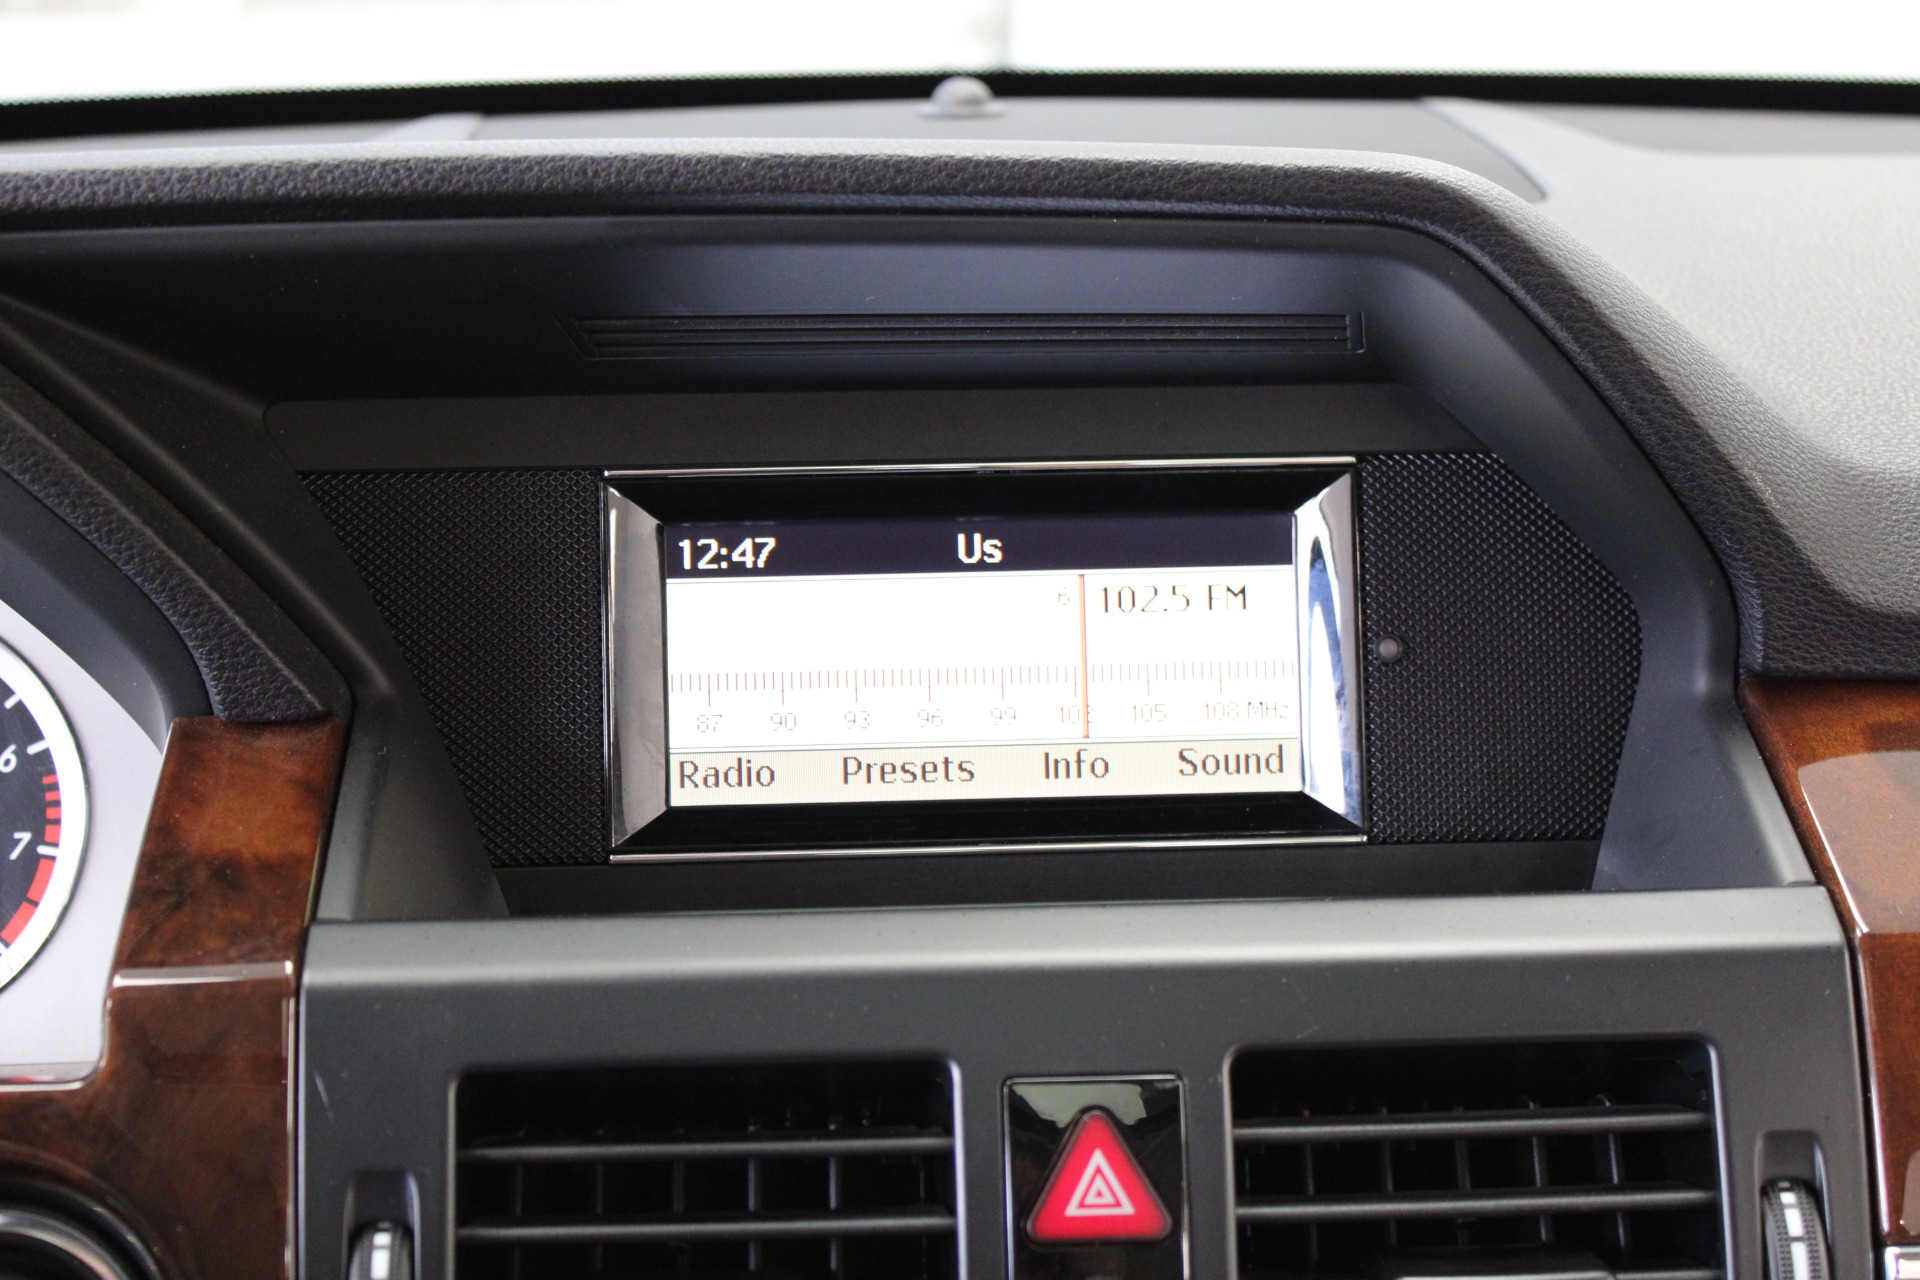 12:47 Us
6 102.5 FM
87 90 93 96 99 102 105 108 MHz
Radio Presets Info Sound
6
7